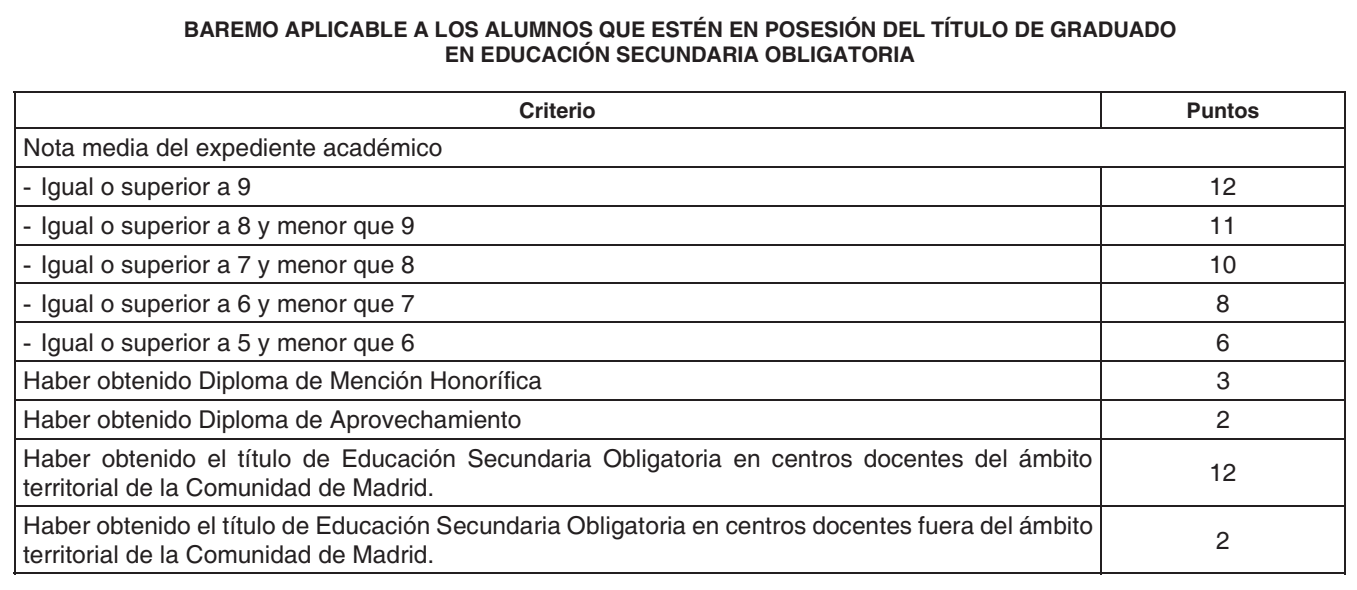 BAREMO APLICABLE A LOS ALUMNOS QUE ESTÉN EN POSESIÓN DEL TÍTULO DE GRADUADO
EN EDUCACIÓN SECUNDARIA OBLIGATORIA
Criterio Puntos
Nota media del expediente académico
- Igual o superior a 9 12
- Igual o superior a 8 y menor que 9 11
- Igual o superior a 7 y menor que 8 10
- Igual o superior a 6 y menor que 7 8
- Igual o superior a 5 y menor que 6 6
Haber obtenido Diploma de Mención Honorífica 3
Haber obtenido Diploma de Aprovechamiento 2
Haber obtenido el título de Educación Secundaria Obligatoria en centros docentes del ámbito
territorial de la Comunidad de Madrid. 12
Haber obtenido el título de Educación Secundaria Obligatoria en centros docentes fuera del ámbito
territorial de la Comunidad de Madrid. 2